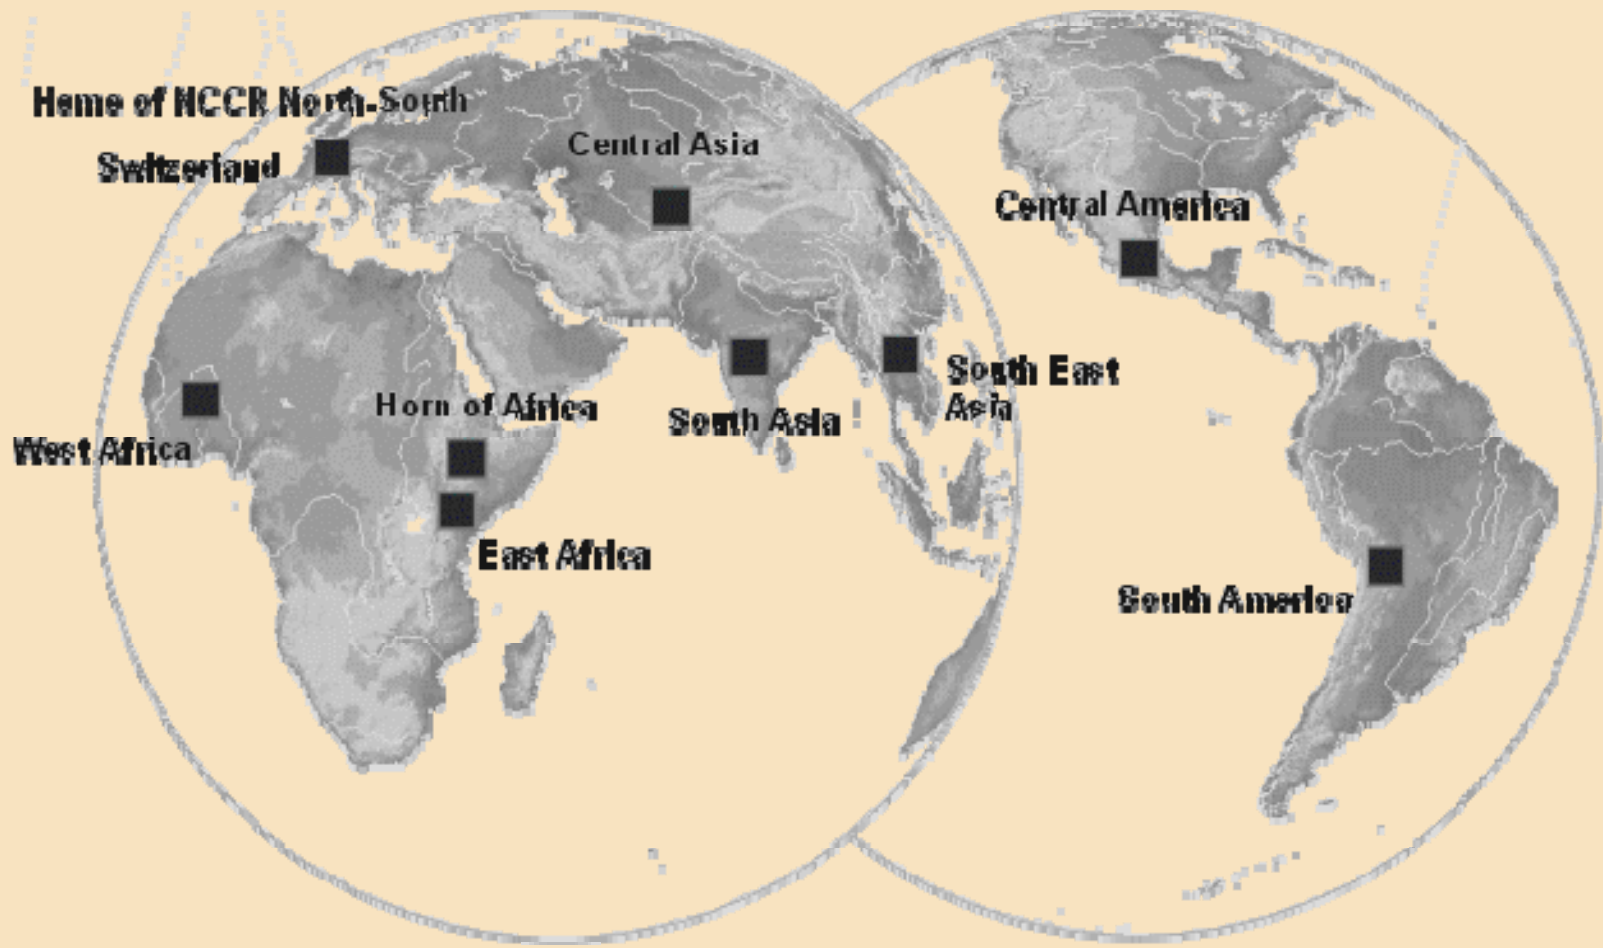 Home of NCCR North-South
Switzerland
Central Asia
Central America
South East
Asia
Horn of Africa
South Asia
West Africa
East Africa
South America